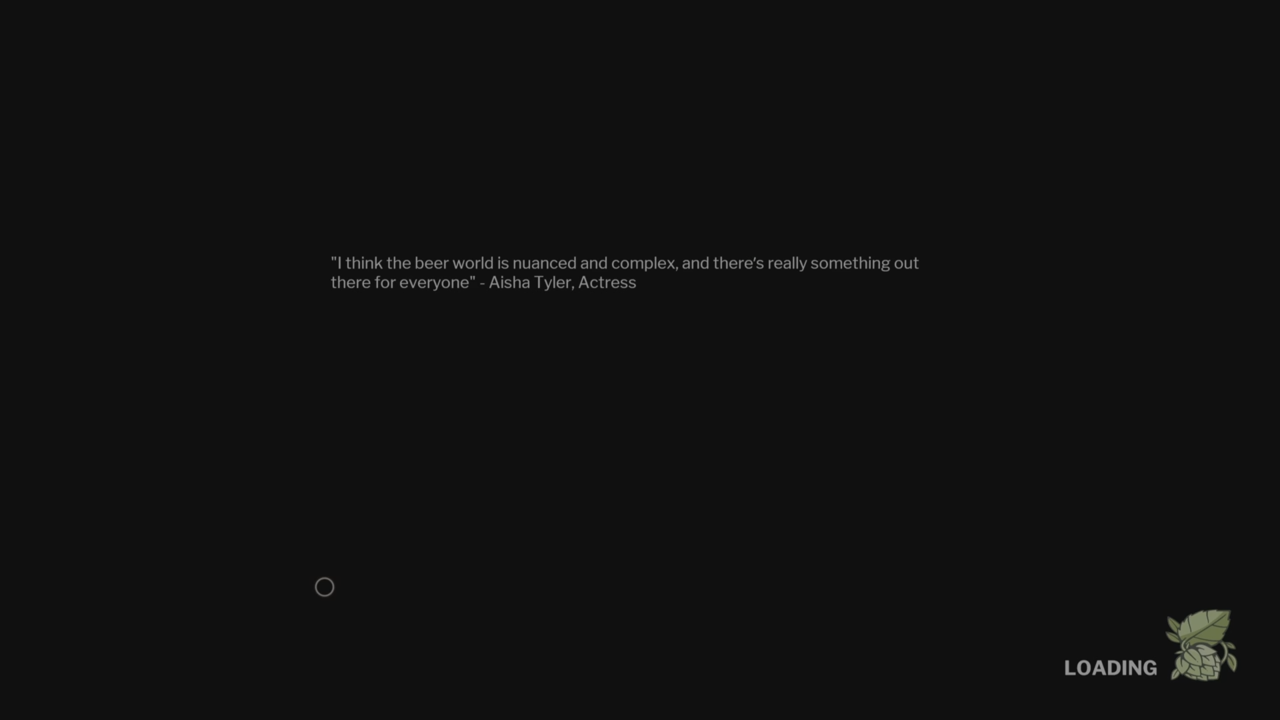 "I think the beer world is nuanced and complex, and there's really something out
there for everyone" - Aisha Tyler, Actress
LOADING